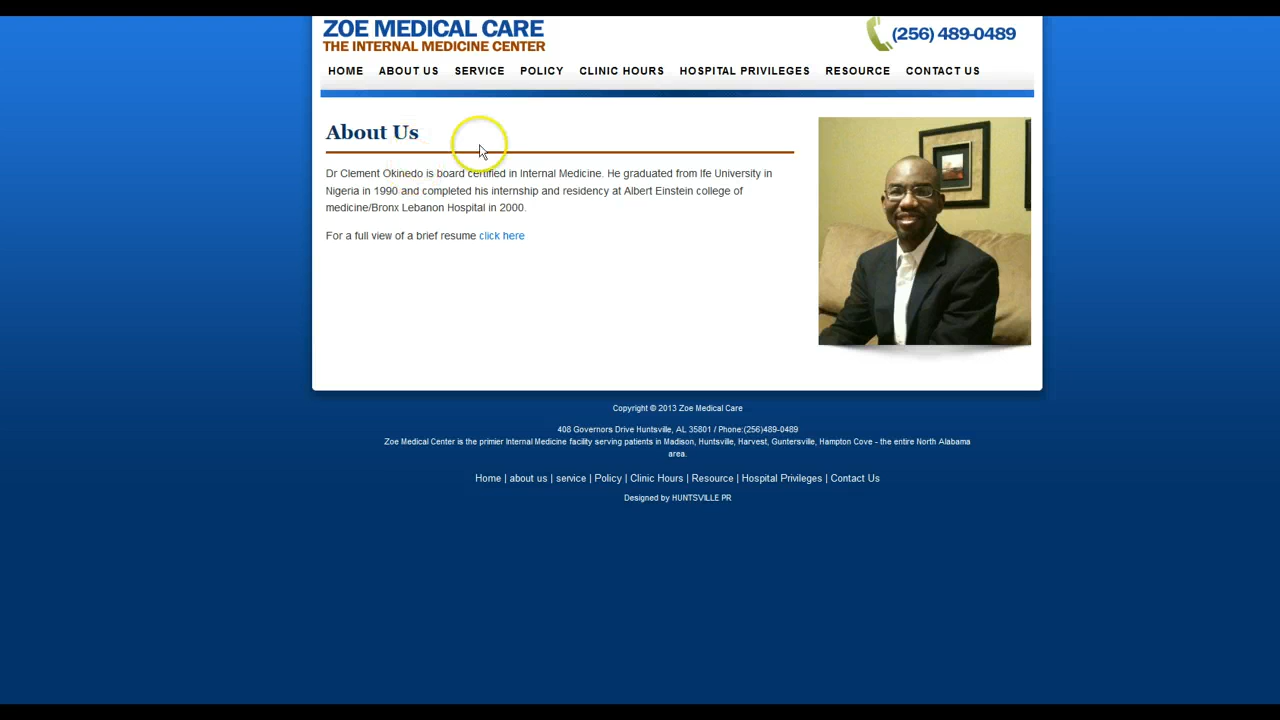 ZOE MEDICAL CARE
THE INTERNAL MEDICINE CENTER
(256) 489-0489
HOME ABOUT US SERVICE POLICY CLINIC HOURS HOSPITAL PRIVILEGES RESOURCE CONTACT US
About Us
Dr Clement Okinedo is board certified in Internal Medicine. He graduated from Ife University in
Nigeria in 1990 and completed his internship and residency at Albert Einstein college of
medicine/Bronx Lebanon Hospital in 2000.
For a full view of a brief resume click here
Copyright © 2013 Zoe Medical Care
408 Governors Drive Huntsville, AL 35801 / Phone:(256)489-0489
Zoe Medical Center is the primier Internal Medicine facility serving patients in Madison, Huntsville, Harvest, Guntersville, Hampton Cove - the entire North Alabama
area.
Home | about us | service | Policy | Clinic Hours | Resource | Hospital Privileges | Contact Us
Designed by HUNTSVILLE PR